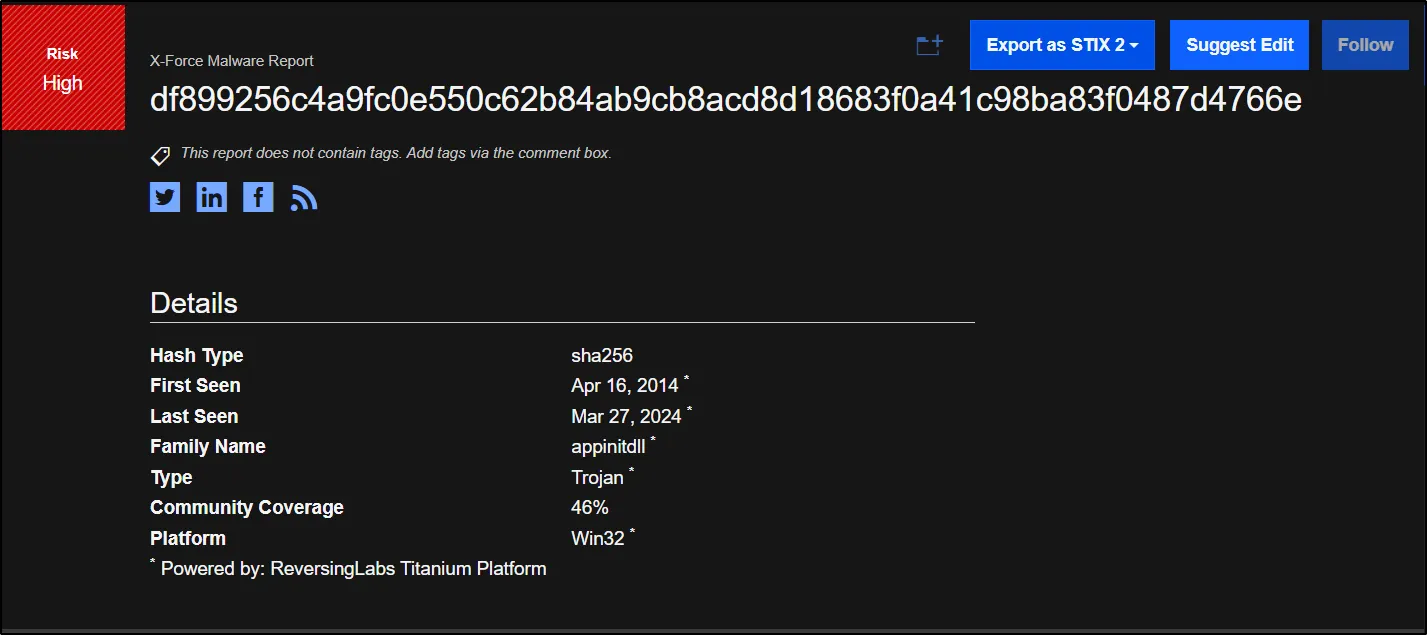 Risk
High
X-Force Malware Report
Export as STIX 2
Suggest Edit
Follow
df899256c4a9fc0e550c62b84ab9cb8acd8d18683f0a41c98ba83f0487d4766e
This report does not contain tags. Add tags via the comment box.
in f
Details
Hash Type sha256
First Seen Apr 16, 2014 *
Last Seen Mar 27, 2024 *
Family Name appinitdll *
Type Trojan *
Community Coverage 46%
Platform Win32 *
* Powered by: ReversingLabs Titanium Platform